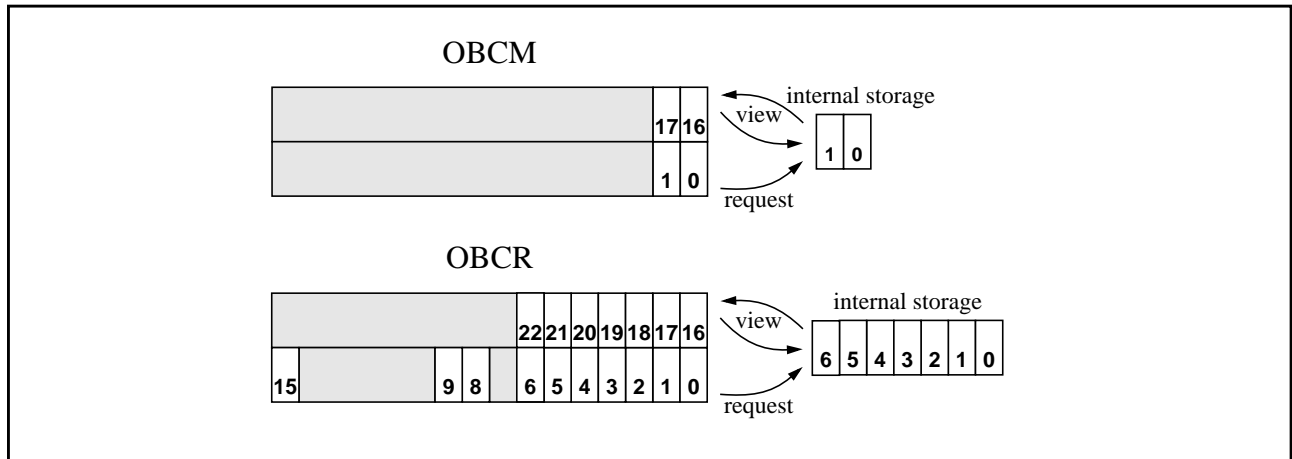 OBCM
internal storage
view
17 16
1 0
1 0
request
OBCR
internal storage
view
22 21 20 19 18 17 16
6 5 4 3 2 1 0
15 9 8 6 5 4 3 2 1 0
request